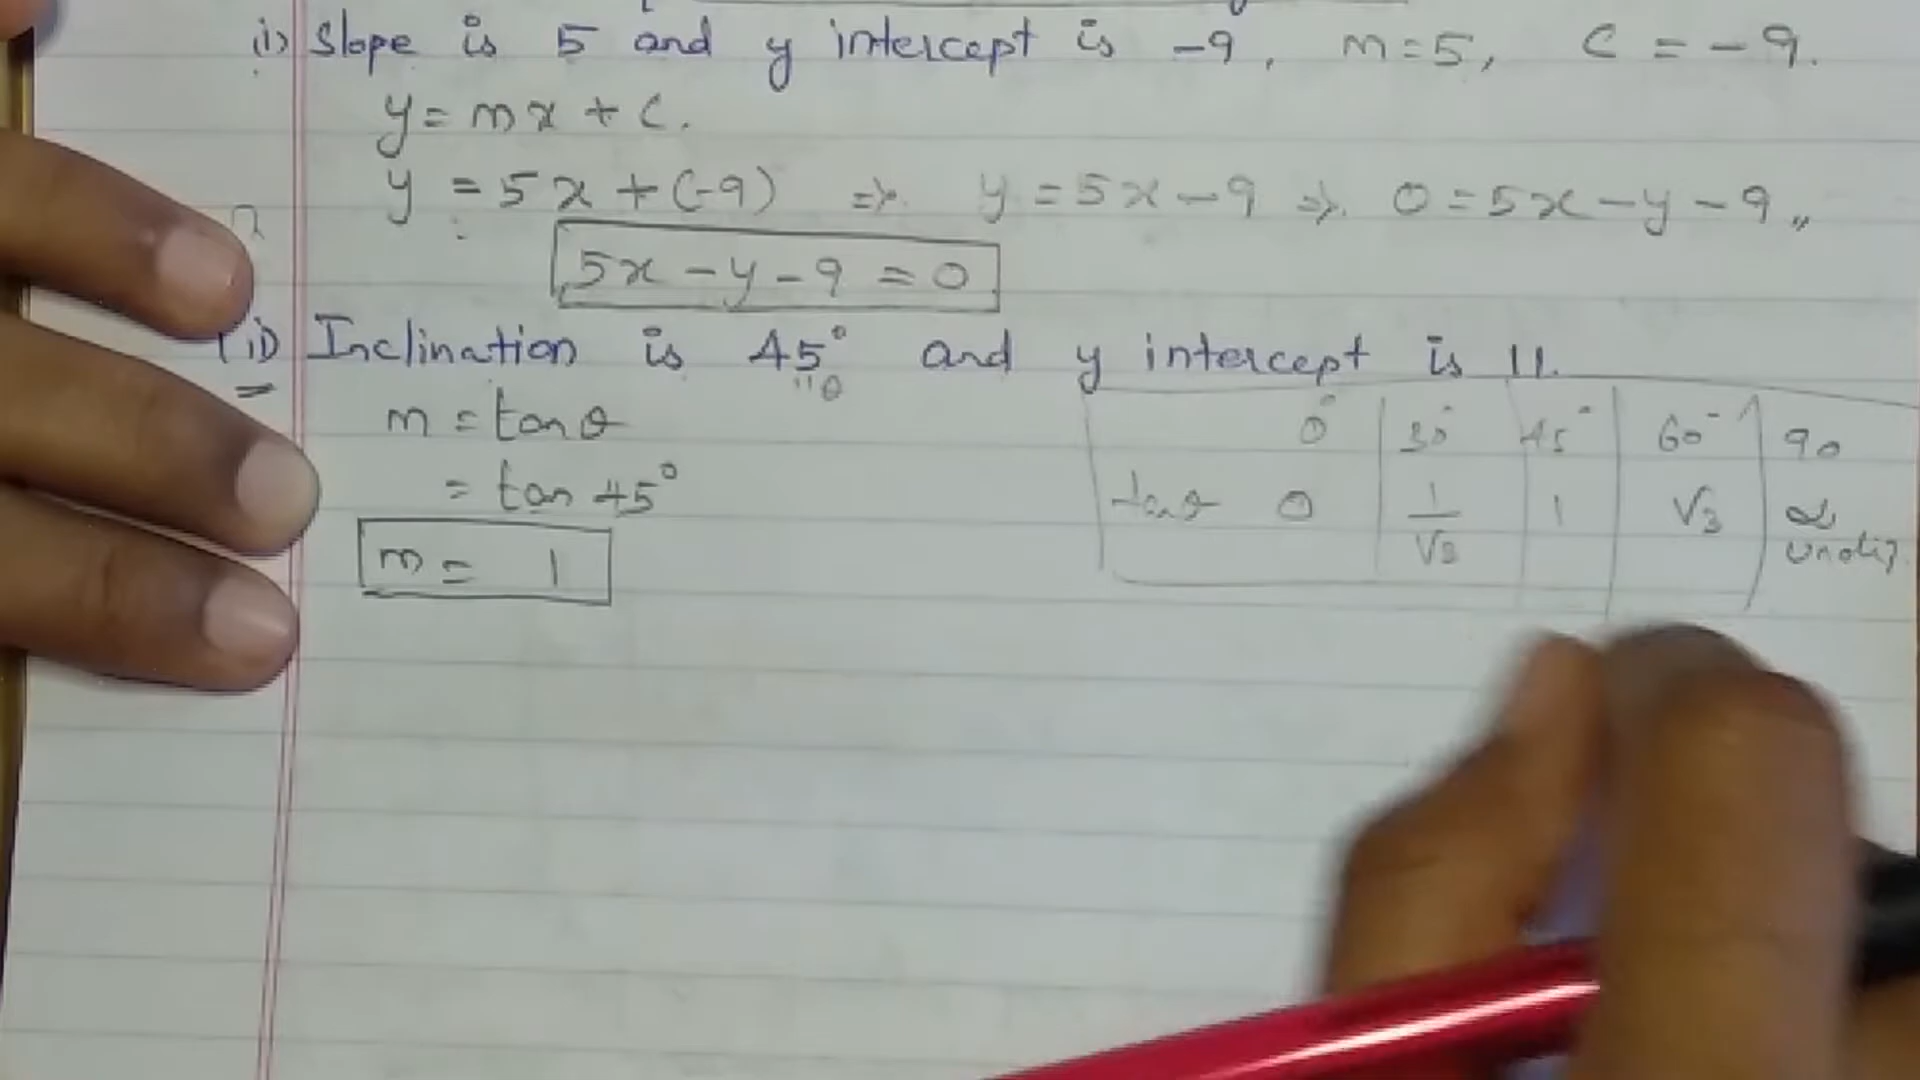 (i) Slope is 5 and y intercept is -9, m=5, C = -9.
y = mx + c.
y = 5x + (-9) ⇒ y = 5x - 9 ⇒ 0 = 5x - y - 9,,
5x - y - 9 = 0
(ii) Inclination is 45° and y intercept is 11.
"θ
m = tan θ
= tan 45°
m = 1
0° 30° 45° 60° 90
tan θ 0 1/√3 1 √3 ∝